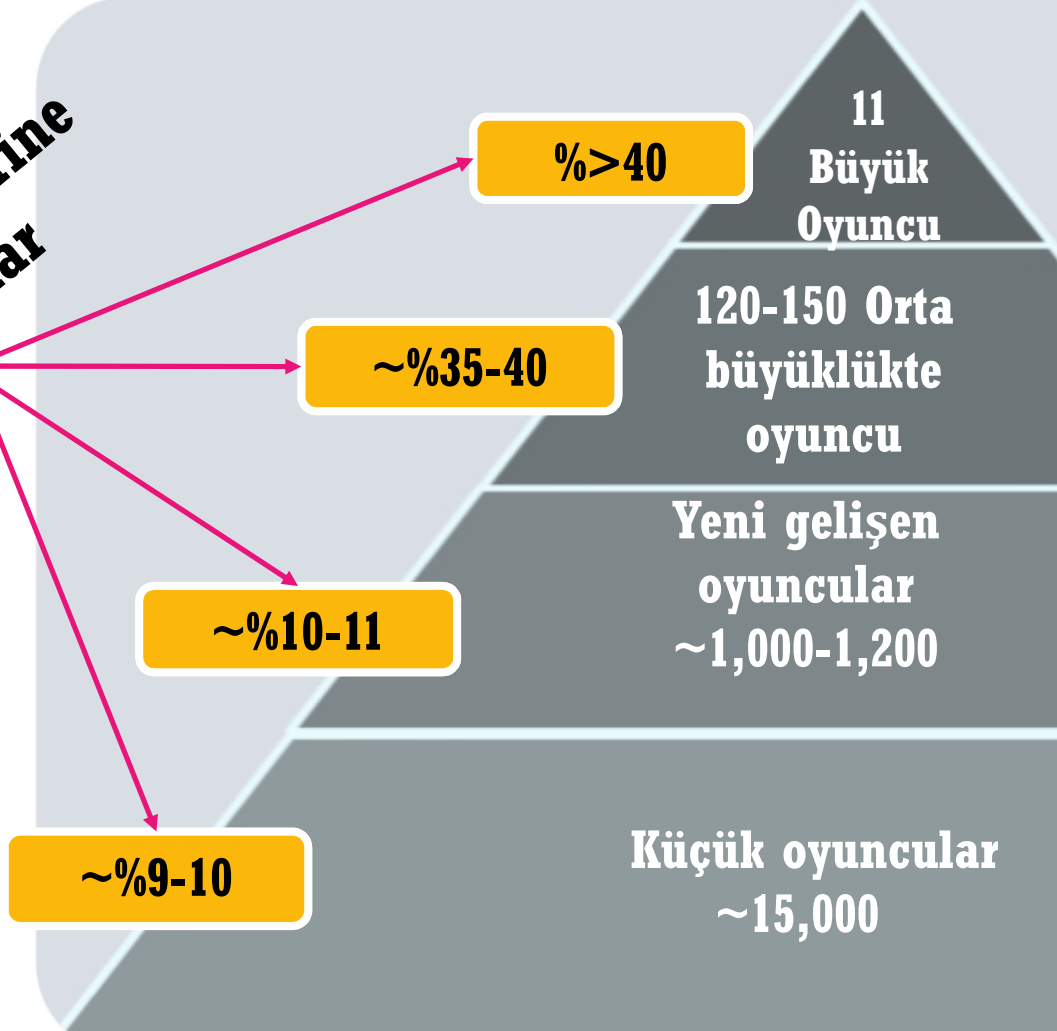 %>40
11
Büyük
Oyuncu
~%35-40
120-150 Orta
büyüklükte
oyuncu
~%10-11
Yeni gelişen
oyuncular
~1,000-1,200
~%9-10
Küçük oyuncular
~15,000